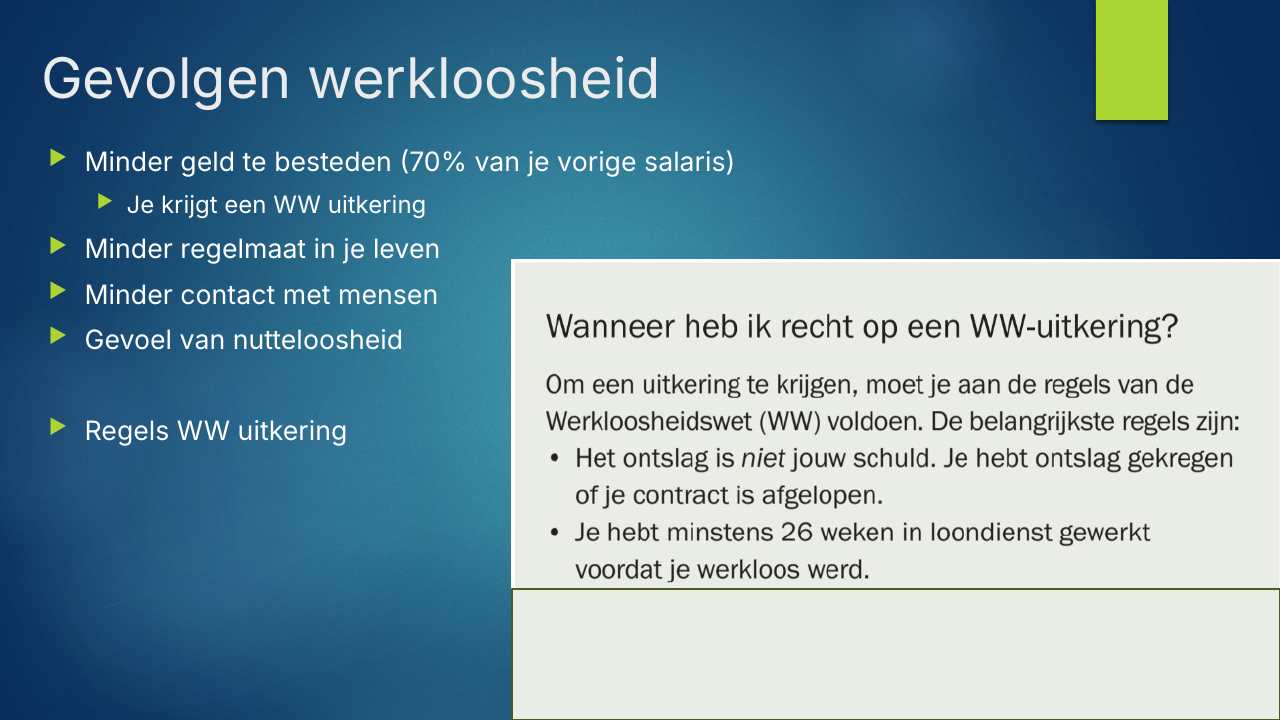 Gevolgen werkloosheid
Minder geld te besteden (70% van je vorige salaris)
Je krijgt een WW uitkering
Minder regelmaat in je leven
Minder contact met mensen
Gevoel van nutteloosheid
Regels WW uitkering
Wanneer heb ik recht op een WW-uitkering?
Om een uitkering te krijgen, moet je aan de regels van de
Werkloosheidswet (WW) voldoen. De belangrijkste regels zijn:
• Het ontslag is niet jouw schuld. Je hebt ontslag gekregen
of je contract is afgelopen.
• Je hebt minstens 26 weken in loondienst gewerkt
voordat je werkloos werd.